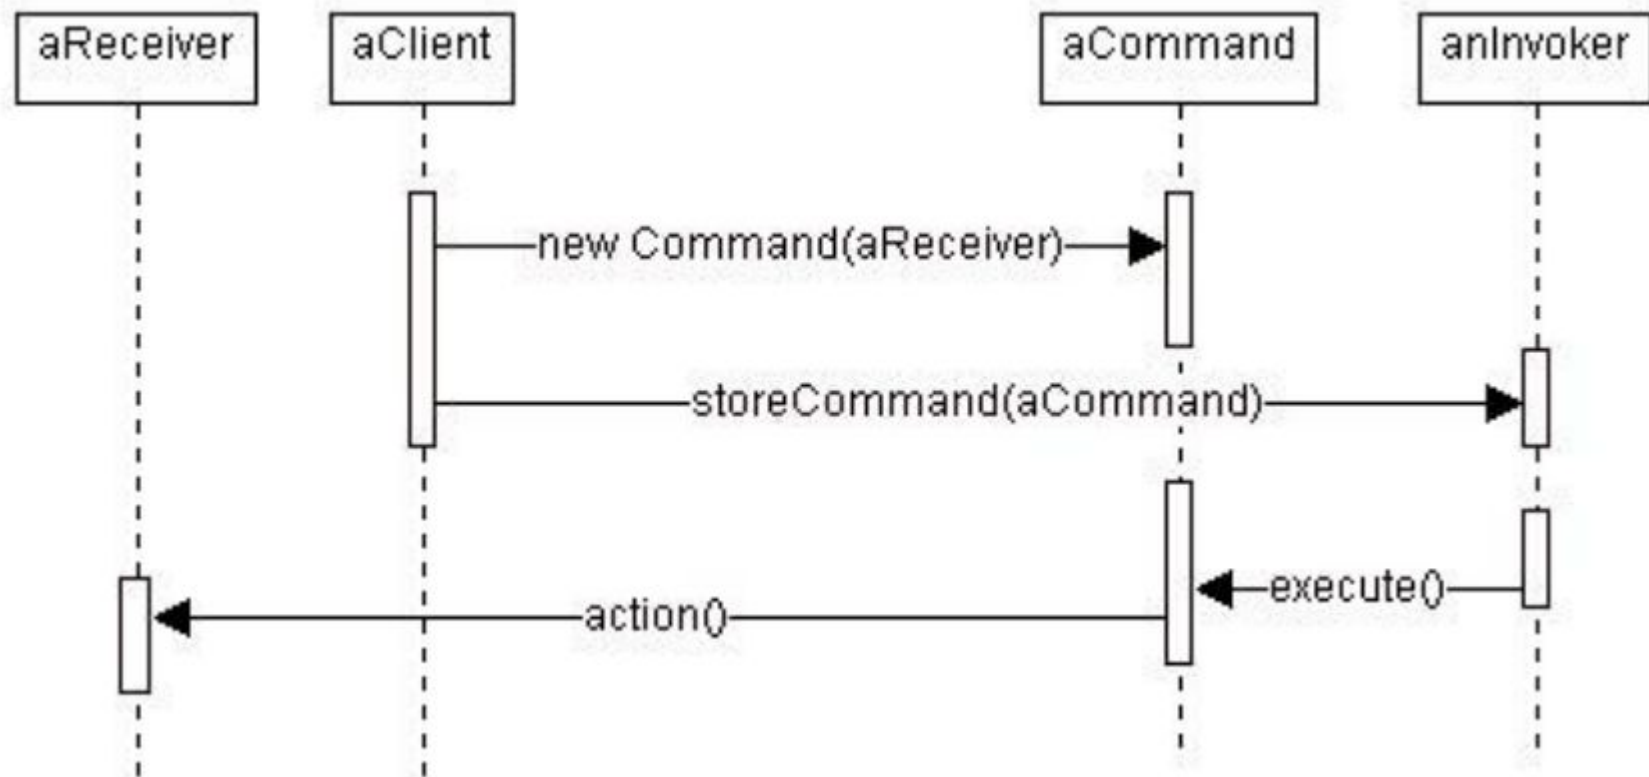 aReceiver
aClient
aCommand
anInvoker
new Command(aReceiver)
storeCommand(aCommand)
execute()
action()